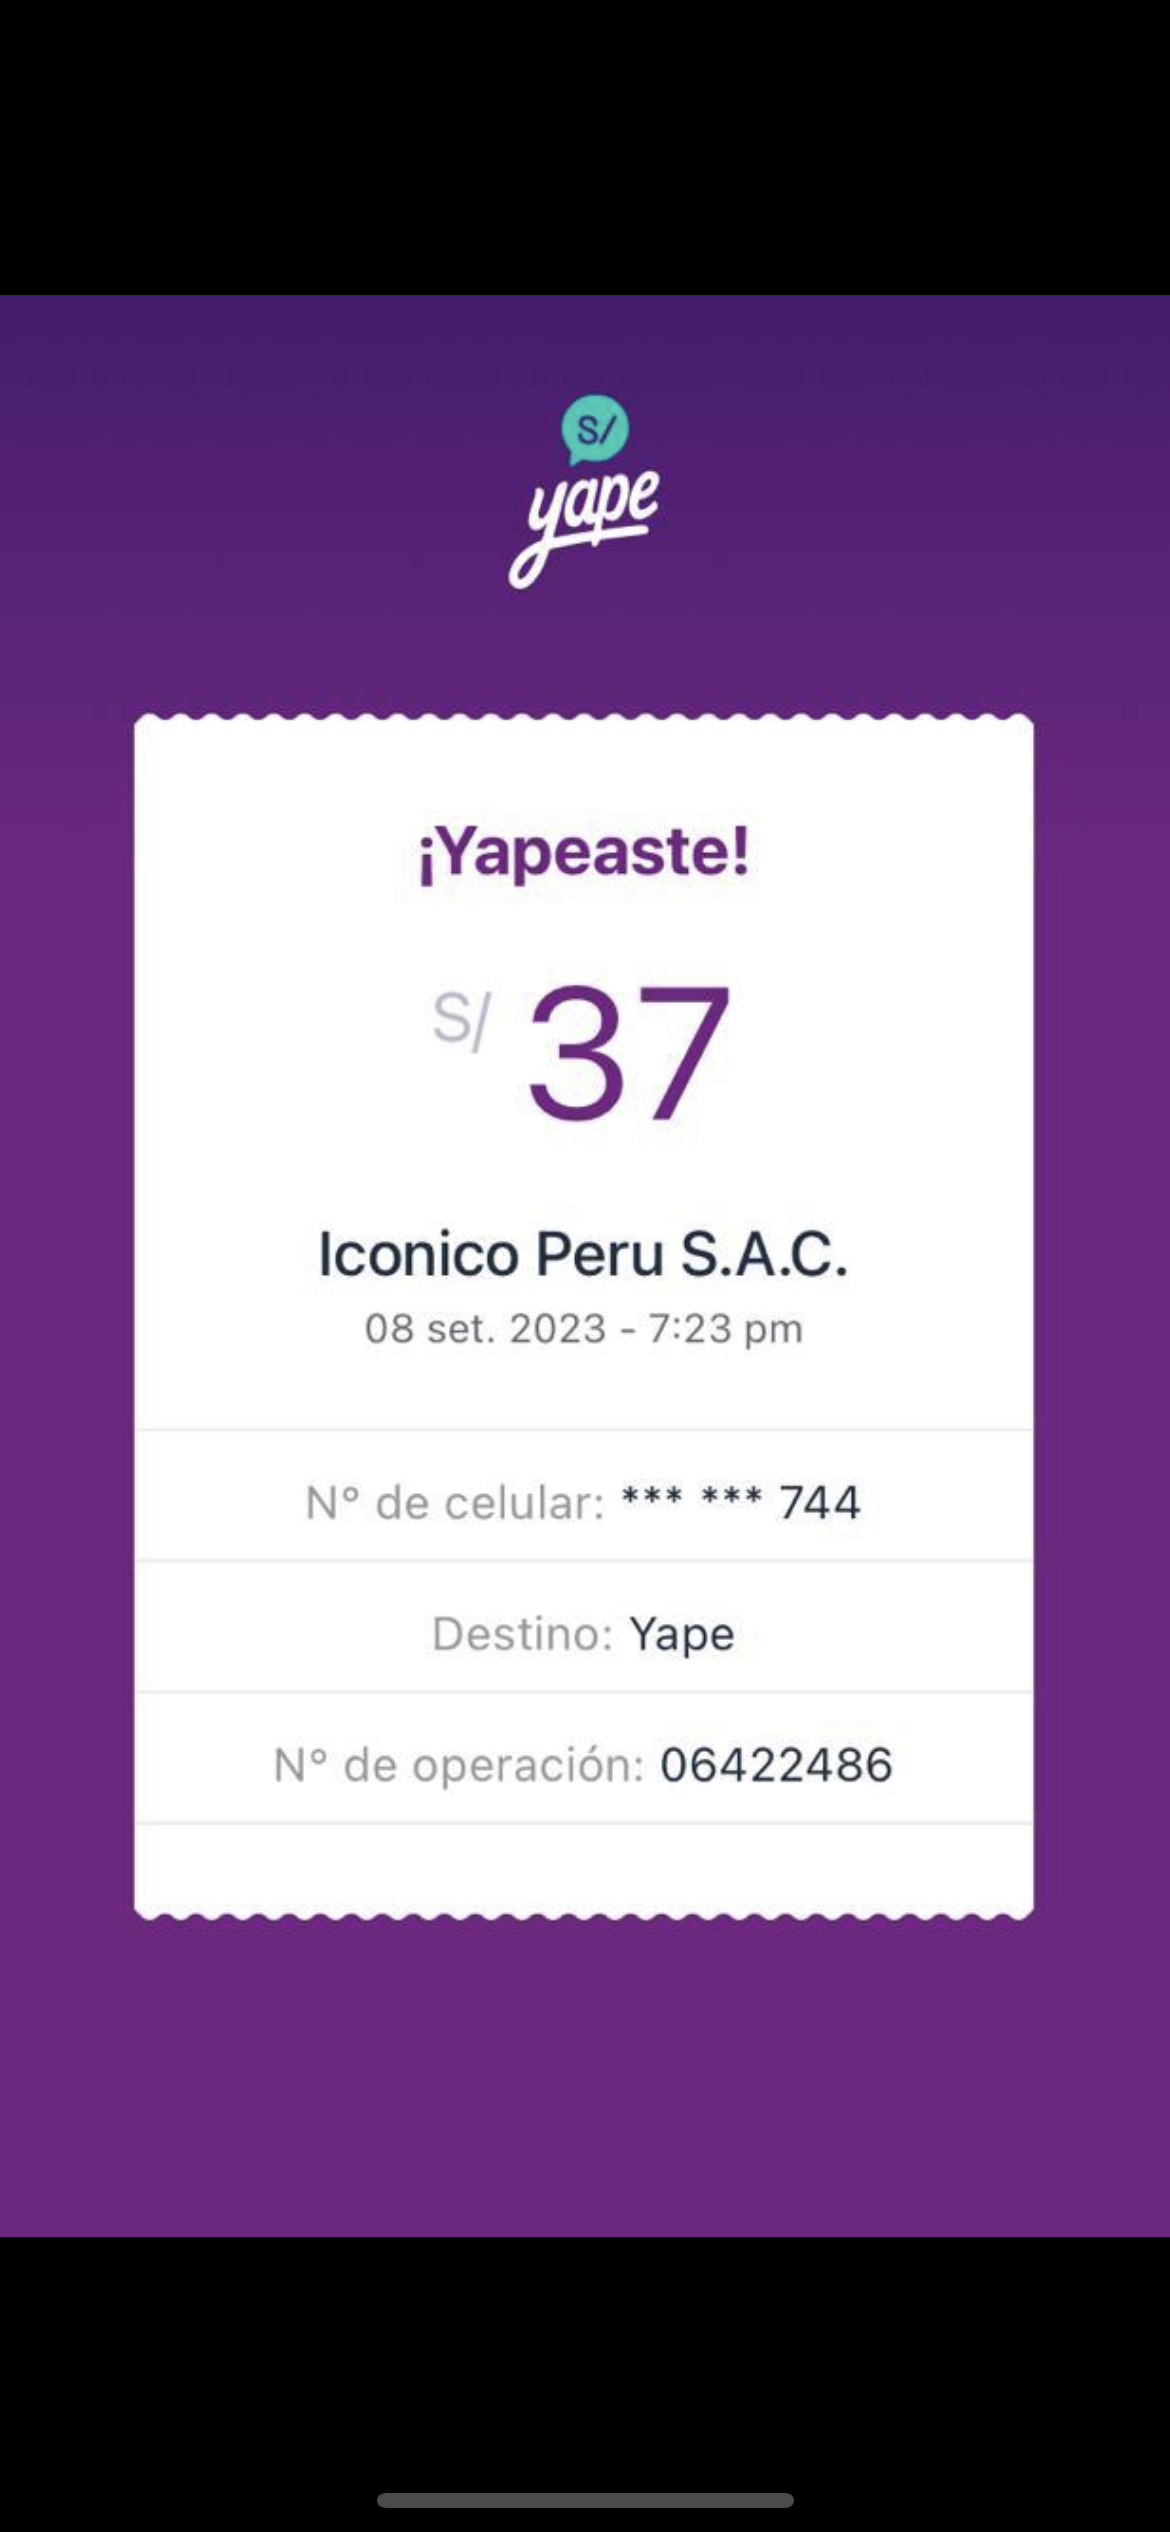 S/
yape
¡Yapeaste!
S/ 37
Iconico Peru S.A.C.
08 set. 2023 - 7:23 pm
N° de celular: *** *** 744
Destino: Yape
N° de operación: 06422486